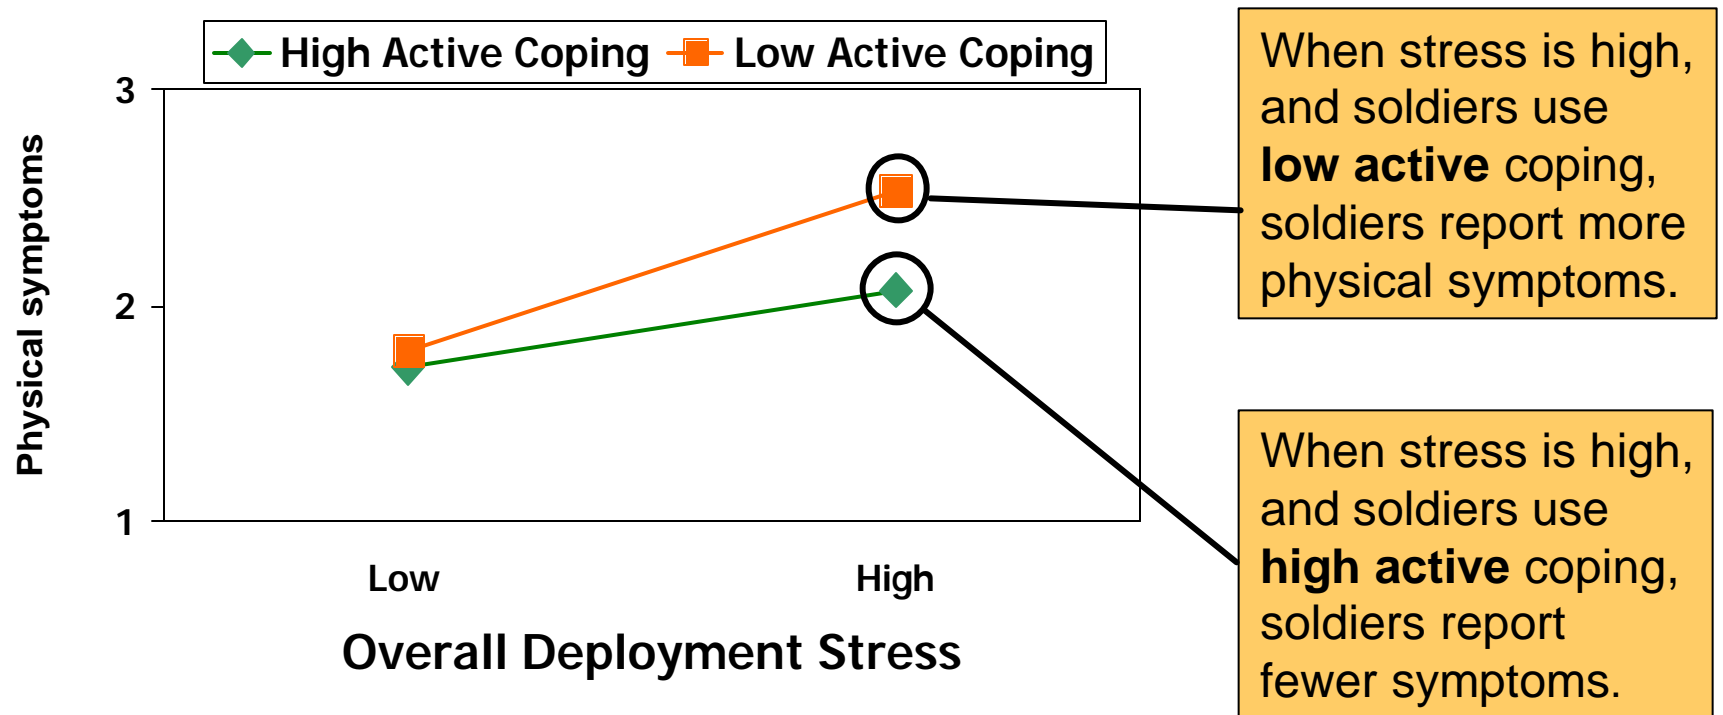 High Active Coping Low Active Coping
3
2
1
Physical symptoms
Low High
Overall Deployment Stress
When stress is high,
and soldiers use
low active coping,
soldiers report more
physical symptoms.
When stress is high,
and soldiers use
high active coping,
soldiers report
fewer symptoms.